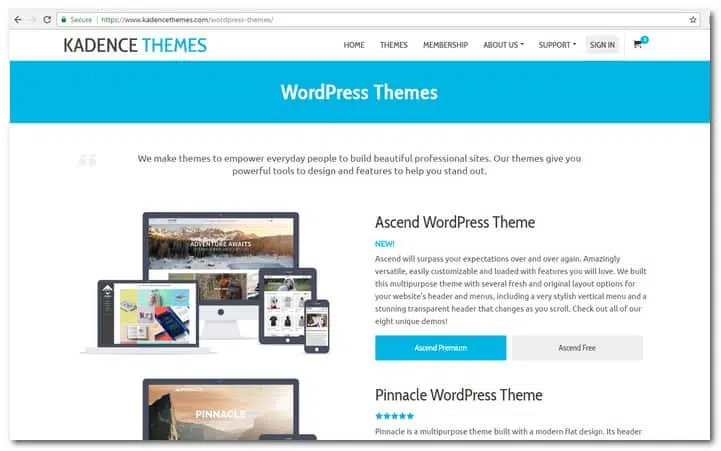 Secure https://www.kadencethemes.com/wordpress-themes/
KADENCE THEMES
HOME THEMES MEMBERSHIP ABOUT US SUPPORT SIGN IN
WordPress Themes
We make themes to empower everyday people to build beautiful professional sites. Our themes give you
powerful tools to design and features to help you stand out.
ADVENTURE AWAITS
Ascend WordPress Theme
NEW!
Ascend will surpass your expectations over and over again. Amazingly
versatile, easily customizable and loaded with features you will love. We built
this multipurpose theme with several fresh and original layout options for
your website's header and menus, including a very stylish vertical menu and a
stunning transparent header that changes as you scroll. Check out all of our
eight unique demos!
Ascend Premium Ascend Free
PINNACLE
Pinnacle WordPress Theme
Pinnacle is a multipurpose theme built with a modern flat design. Its header